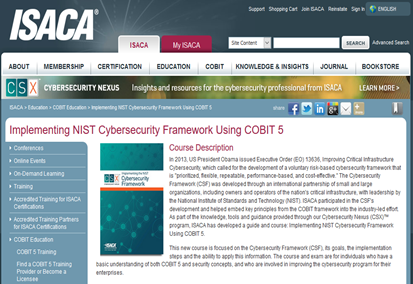 ISACA®
Support Shopping Cart Join ISACA Reinstate Sign In ENGLISH
ISACA My ISACA
Site Content SEARCH Advanced Search
ABOUT MEMBERSHIP CERTIFICATION EDUCATION COBIT KNOWLEDGE & INSIGHTS JOURNAL BOOKSTORE
CSX CYBERSECURITY NEXUS Insights and resources for the cybersecurity professional from ISACA LEARN MORE
ISACA > Education > COBIT Education > Implementing NIST Cybersecurity Framework Using COBIT 5
share:
Implementing NIST Cybersecurity Framework Using COBIT 5
Conferences
Online Events
On-Demand Learning
Training
Accredited Training for ISACA
Certifications
Accredited Training Partners
for ISACA Certifications
COBIT Education
COBIT 5 Training
Find a COBIT 5 Training
Provider or Become a
Licensee
CSX
Cybersecurity
Framework
Course Description
In 2013, US President Obama issued Executive Order (EO) 13636, Improving Critical Infrastructure
Cybersecurity, which called for the development of a voluntary risk-based cybersecurity framework that
is "prioritized, flexible, repeatable, performance-based, and cost-effective." The Cybersecurity
Framework (CSF) was developed through an international partnership of small and large
organizations, including owners and operators of the nation's critical infrastructure, with leadership by
the National Institute of Standards and Technology (NIST). ISACA participated in the CSF's
development and helped embed key principles from the COBIT framework into the industry-led effort.
As part of the knowledge, tools and guidance provided through our Cybersecurity Nexus (CSX)™
program, ISACA has developed a guide and course: Implementing NIST Cybersecurity Framework
Using COBIT 5.
This new course is focused on the Cybersecurity Framework (CSF), its goals, the implementation
steps and the ability to apply this information. The course and exam are for individuals who have a
basic understanding of both COBIT 5 and security concepts, and who are involved in improving the cybersecurity program for their
enterprises.